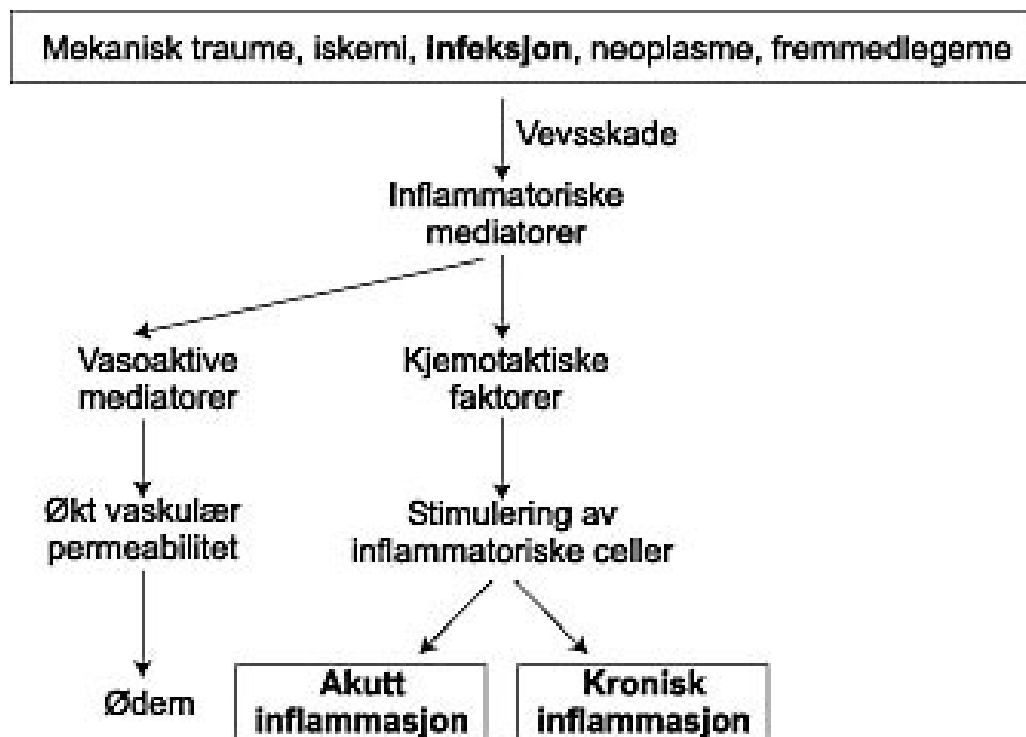 Mekanisk traume, iskemi, infeksjon, neoplasme, fremmedlegeme
Vevsskade
Inflammatoriske
mediatorer
Vasoaktive
mediatorer
Kjemotaktiske
faktorer
Økt vaskulær
permeabilitet
Stimulering av
inflammatoriske celler
Ødem
Akutt
inflammasjon
Kronisk
inflammasjon